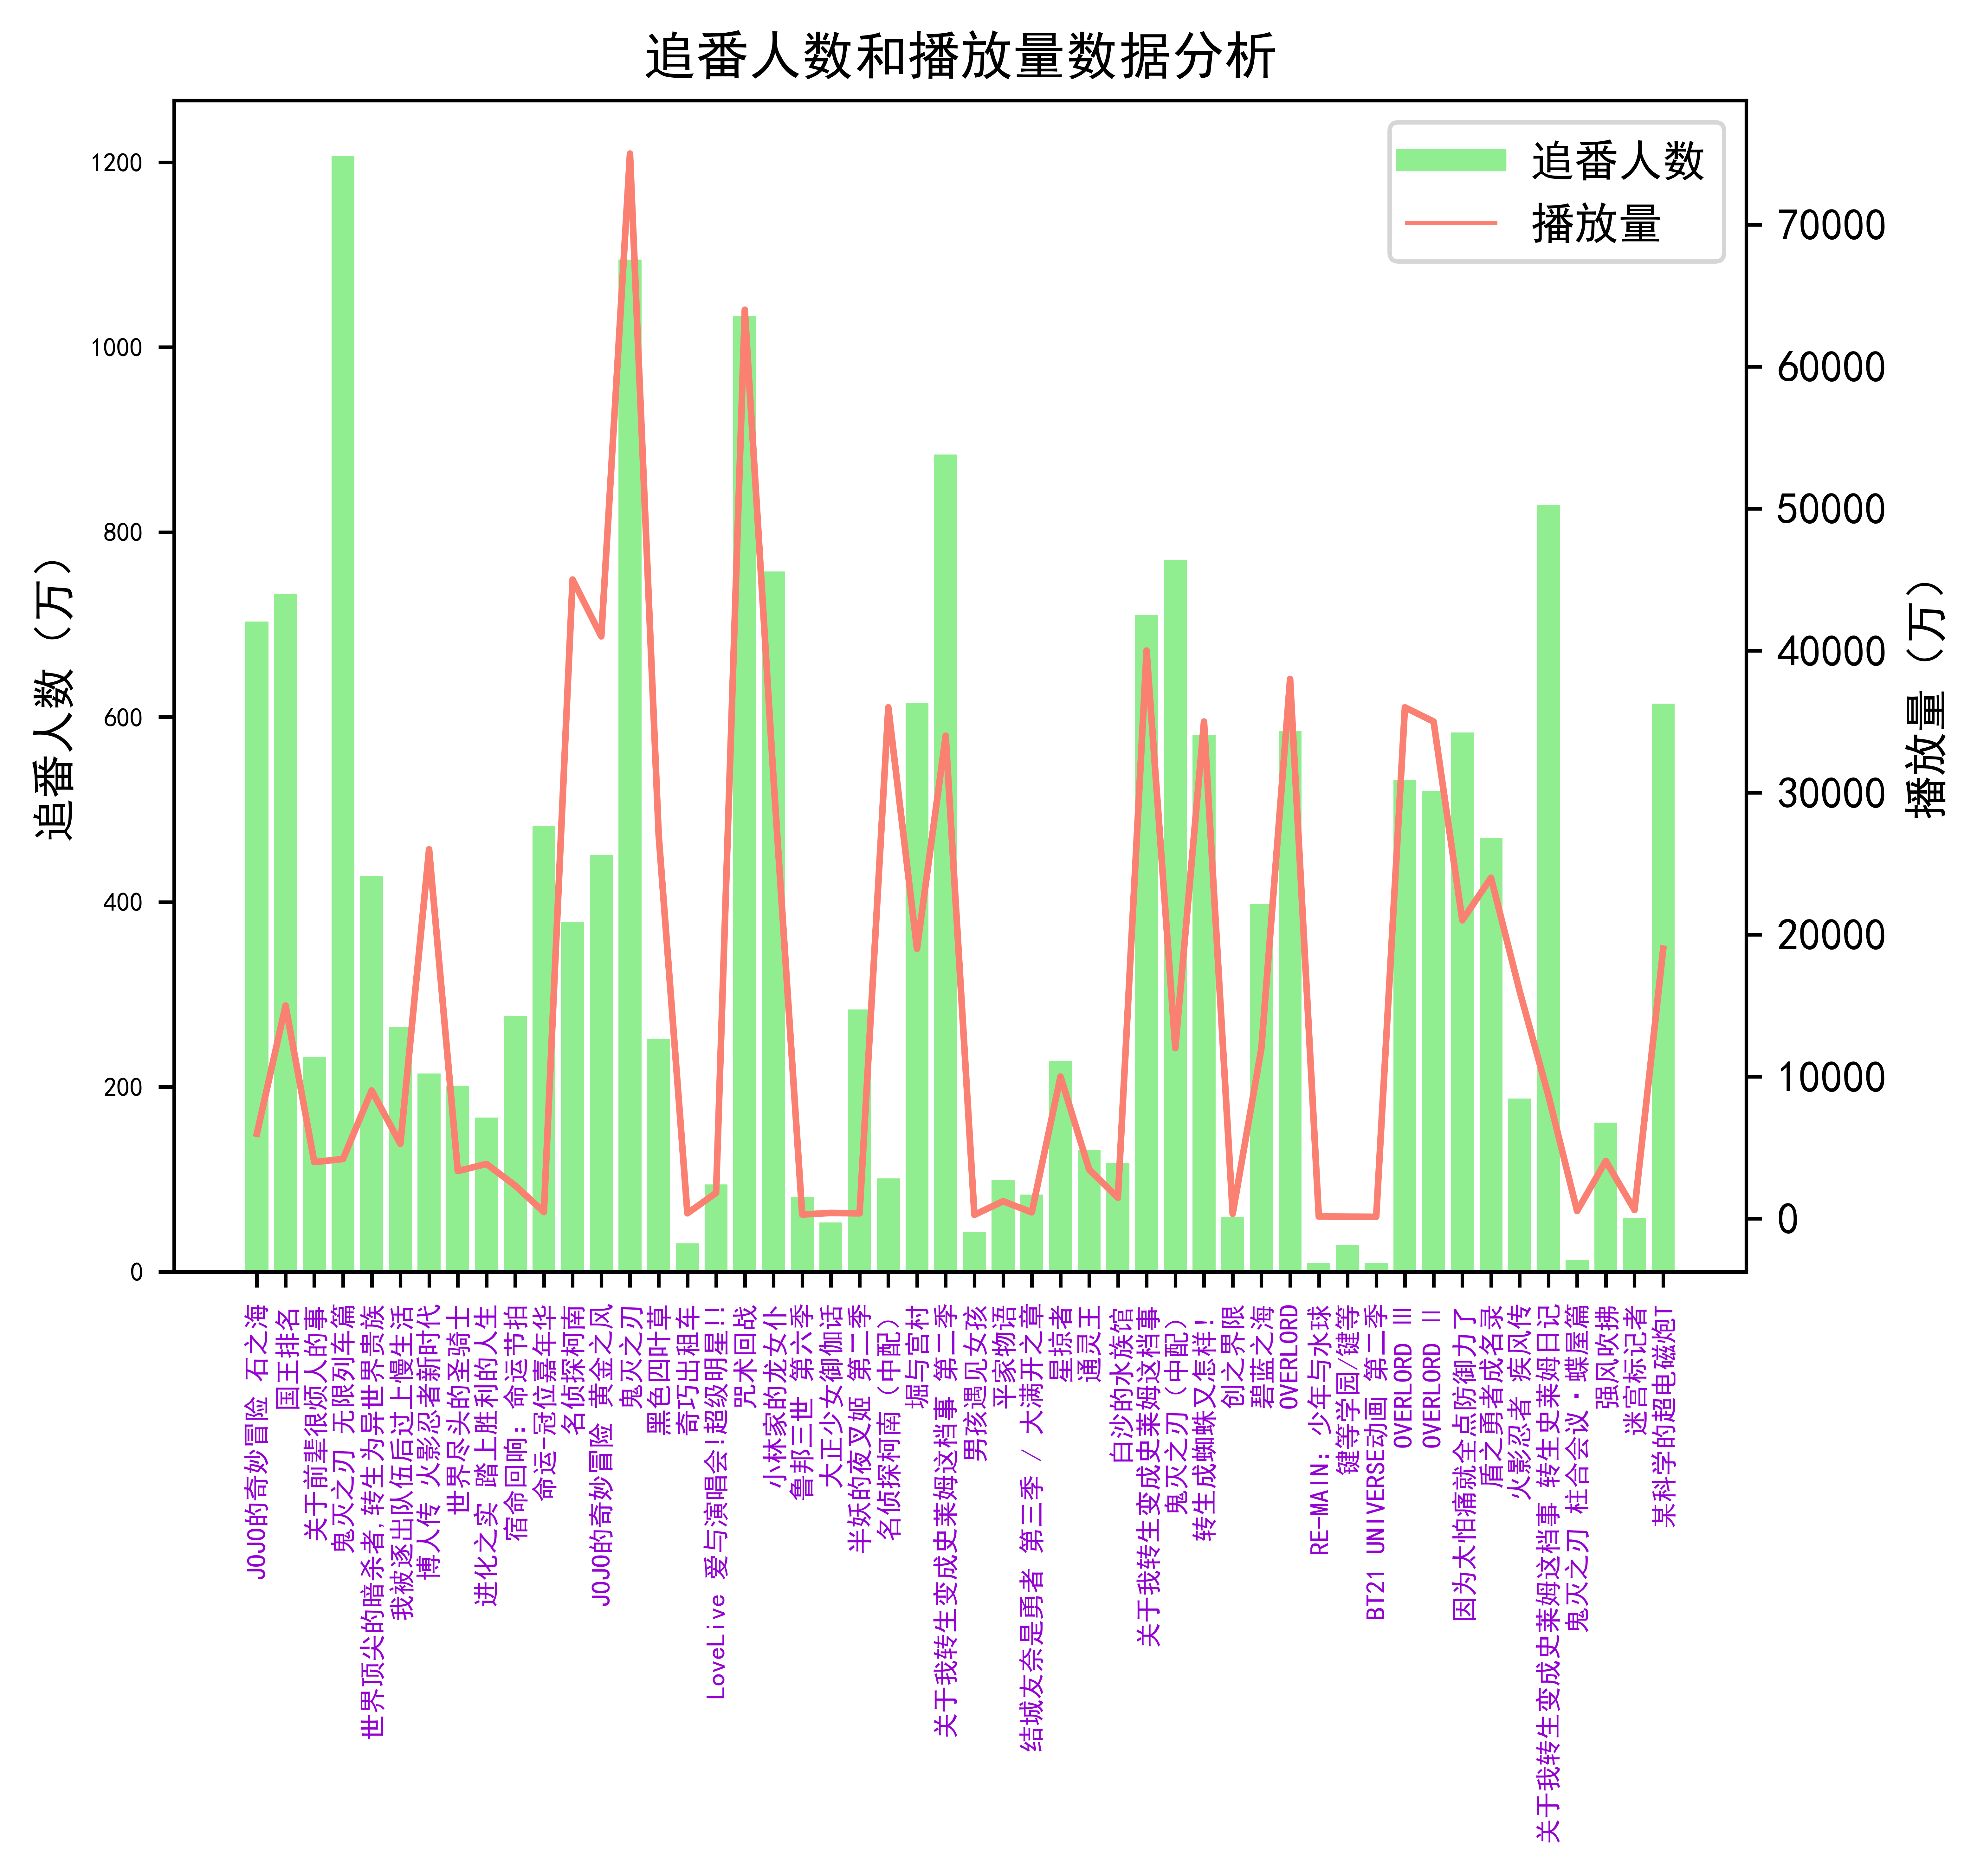 追番人数和播放量数据分析
追番人数
播放量
追番人数（万）
1200
1000
800
600
400
200
0
播放量（万）
70000
60000
50000
40000
30000
20000
10000
0
JOJO的奇妙冒险 石之海
国王排名
关于前辈很烦人的事
鬼灭之刃 无限列车篇
世界顶尖的暗杀者,转生为异世界贵族
我被逐出队伍后过上慢生活
博人传 火影忍者新时代
世界尽头的圣骑士
进化之实 踏上胜利的人生
宿命回响: 命运节拍
命运-冠位嘉年华
名侦探柯南
JOJO的奇妙冒险 黄金之风
鬼灭之刃
黑色四叶草
奇巧出租车
LoveLive 爱与演唱会!超级明星!!
咒术回战
小林家的龙女仆
鲁邦三世 第六季
大正少女御伽话
半妖的夜叉姬 第二季
名侦探柯南（中配）
堀与宫村
关于我转生变成史莱姆这档事 第二季
男孩遇见女孩
平家物语
结城友奈是勇者 第三季 / 大满开之章
星掠者
通灵王
白沙的水族馆
关于我转生变成史莱姆这档事
鬼灭之刃（中配）
转生成蜘蛛又怎样!
创之界限
碧蓝之海
OVERLORD
RE-MAIN: 少年与水球
键等学园/键等
BT21 UNIVERSE动画 第二季
OVERLORD Ⅲ
OVERLORD Ⅱ
因为太怕痛就全点防御力了
盾之勇者成名录
火影忍者 疾风传
关于我转生变成史莱姆这档事 转生史莱姆日记
鬼灭之刃 柱合会议·蝶屋篇
强风吹拂
迷宫标记者
某科学的超电磁炮T